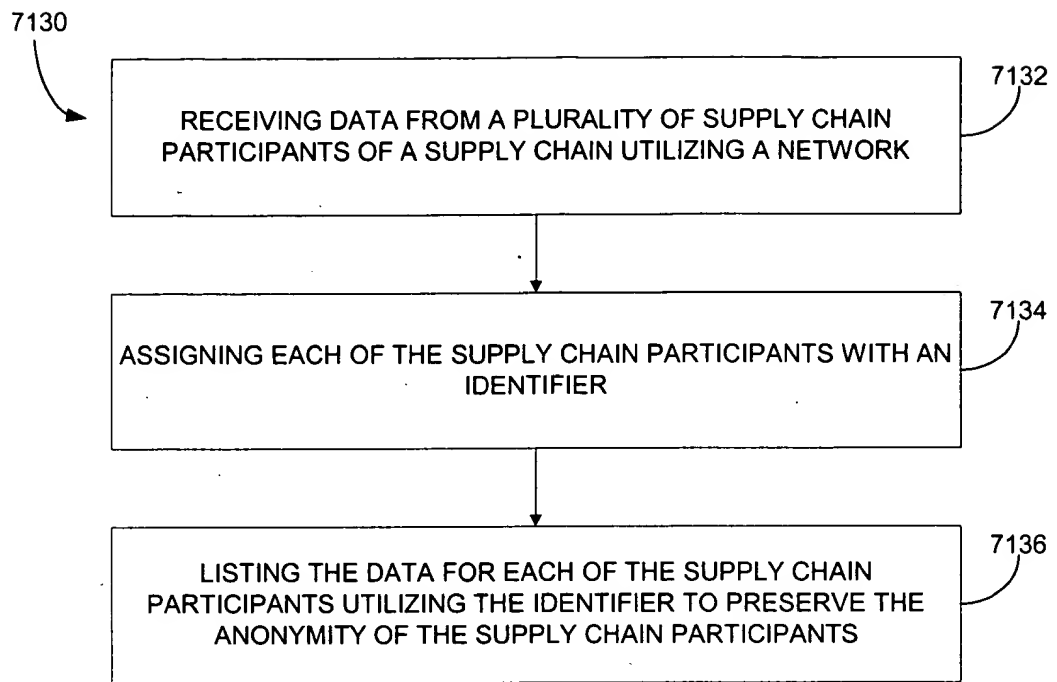 7130
7132
RECEIVING DATA FROM A PLURALITY OF SUPPLY CHAIN
PARTICIPANTS OF A SUPPLY CHAIN UTILIZING A NETWORK
7134
ASSIGNING EACH OF THE SUPPLY CHAIN PARTICIPANTS WITH AN
IDENTIFIER
7136
LISTING THE DATA FOR EACH OF THE SUPPLY CHAIN
PARTICIPANTS UTILIZING THE IDENTIFIER TO PRESERVE THE
ANONYMITY OF THE SUPPLY CHAIN PARTICIPANTS